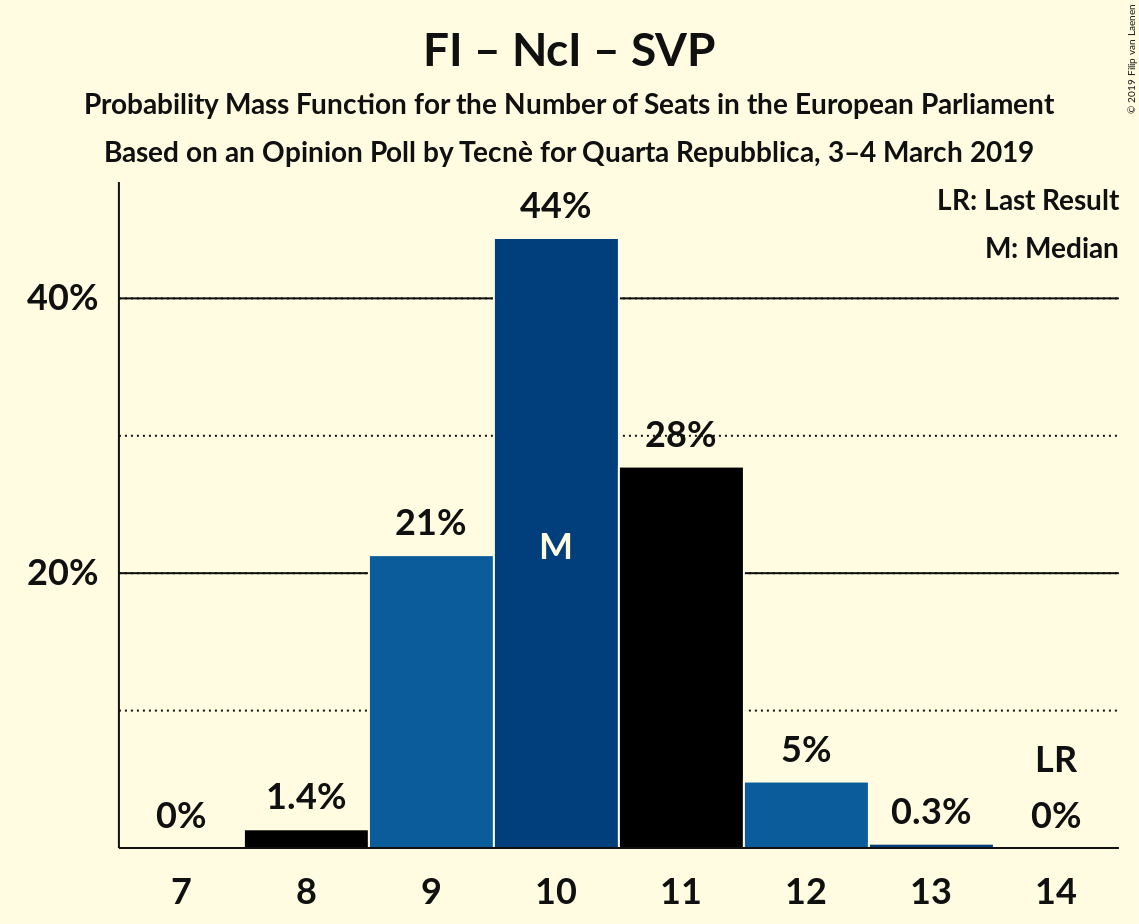 FI – NcI – SVP
Probability Mass Function for the Number of Seats in the European Parliament
Based on an Opinion Poll by Tecnè for Quarta Repubblica, 3–4 March 2019
© 2019 Filip van Laenen
LR: Last Result
M: Median
40%
20%
0%
1.4%
21%
44%
M
28%
5%
0.3%
LR
0%
7 8 9 10 11 12 13 14